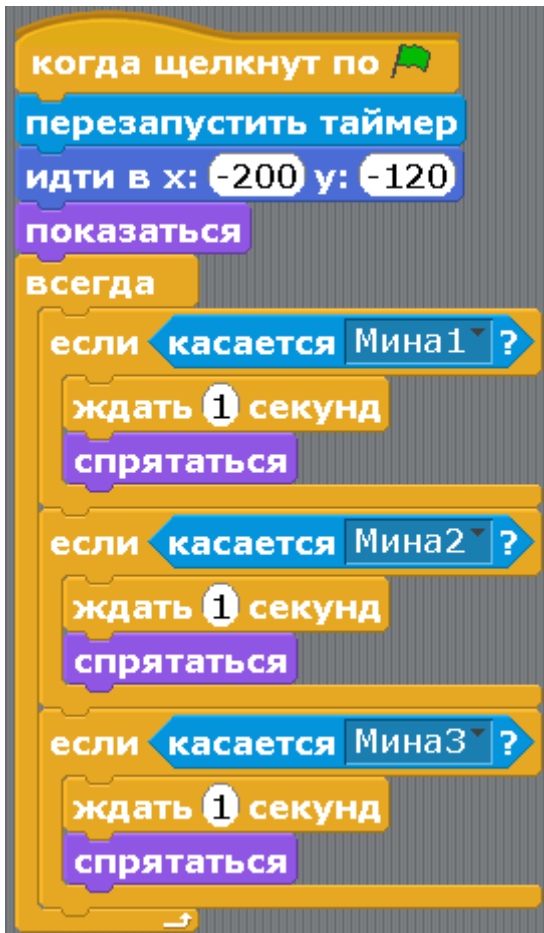 когда щелкнут по
перезапустить таймер
идти в x: -200 y: -120
показаться
всегда
если касается Мина1 ?
ждать 1 секунд
спрятаться
если касается Мина2 ?
ждать 1 секунд
спрятаться
если касается Мина3 ?
ждать 1 секунд
спрятаться